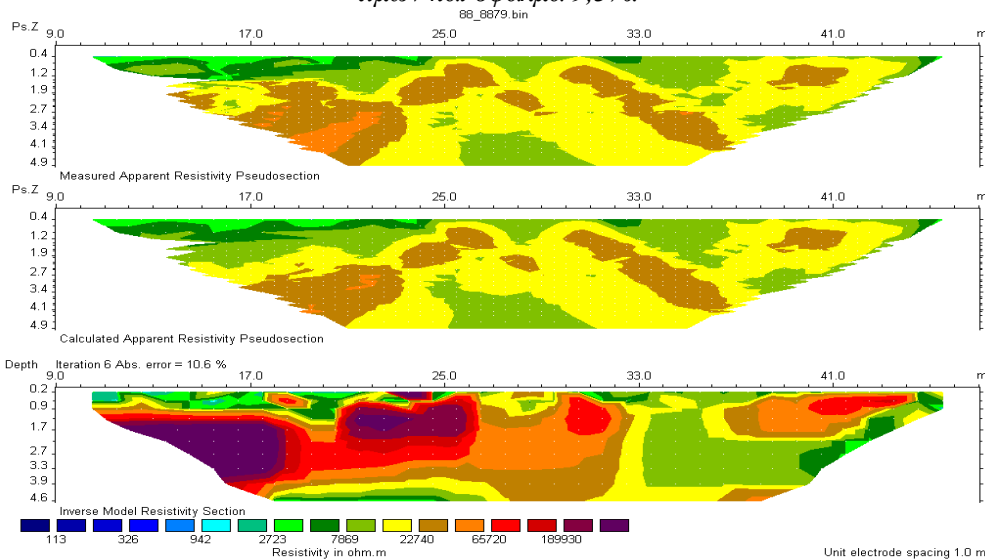 88_8879.bin
Ps.Z 9.0 17.0 25.0 33.0 41.0 m
0.4
1.2
1.9
2.7
3.4
4.1
4.9
Measured Apparent Resistivity Pseudosection
Ps.Z 9.0 17.0 25.0 33.0 41.0 m
0.4
1.2
1.9
2.7
3.4
4.1
4.9
Calculated Apparent Resistivity Pseudosection
Depth Iteration 6 Abs. error = 10.6 %
9.0 17.0 25.0 33.0 41.0 m
0.2
0.9
1.7
2.7
3.3
3.9
4.6
Inverse Model Resistivity Section
113 326 942 2723 7869 22740 65720 189930
Resistivity in ohm.m
Unit electrode spacing 1.0 m